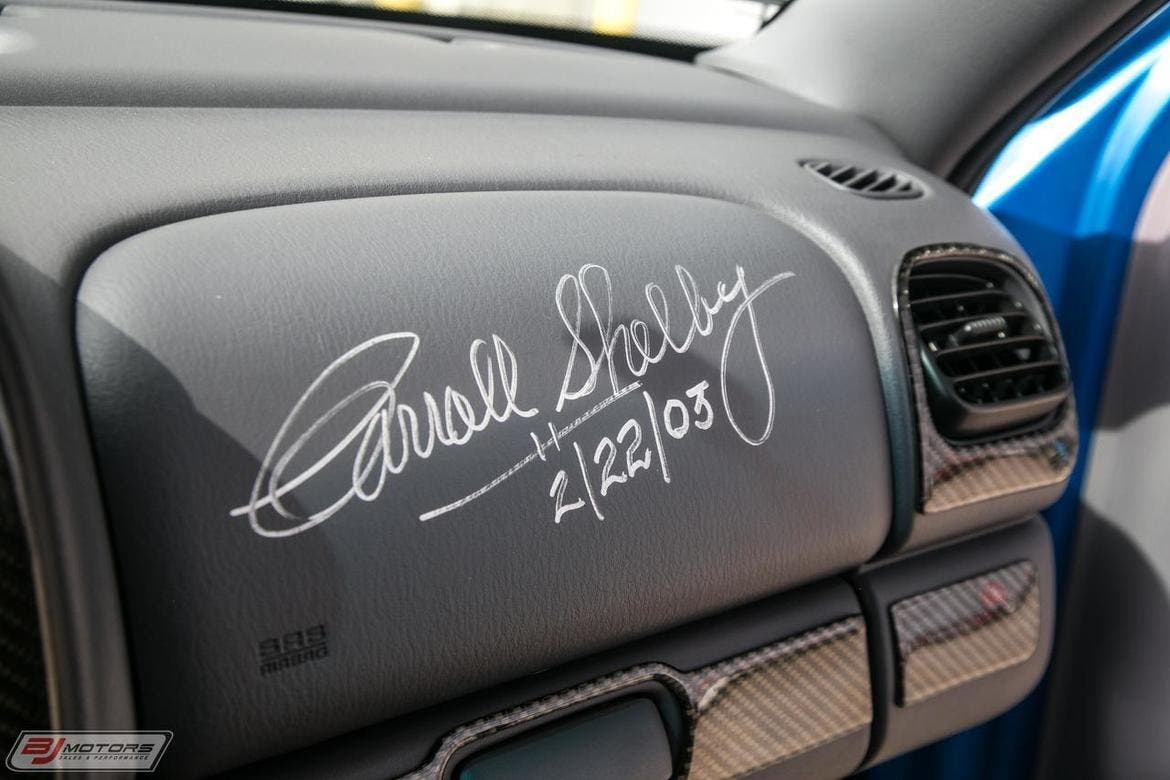 Carroll Shelby
2/22/03
SRS
AIRBAG
BJ MOTORS
SALES & PERFORMANCE